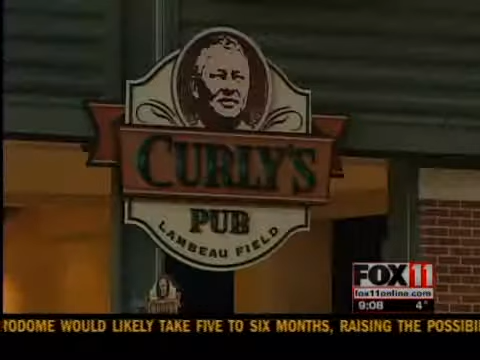 CURLY'S
PUB
LAMBEAU FIELD
FOX 11
fox11online.com
9:08 4°
RODOME WOULD LIKELY TAKE FIVE TO SIX MONTHS, RAISING THE POSSIBI